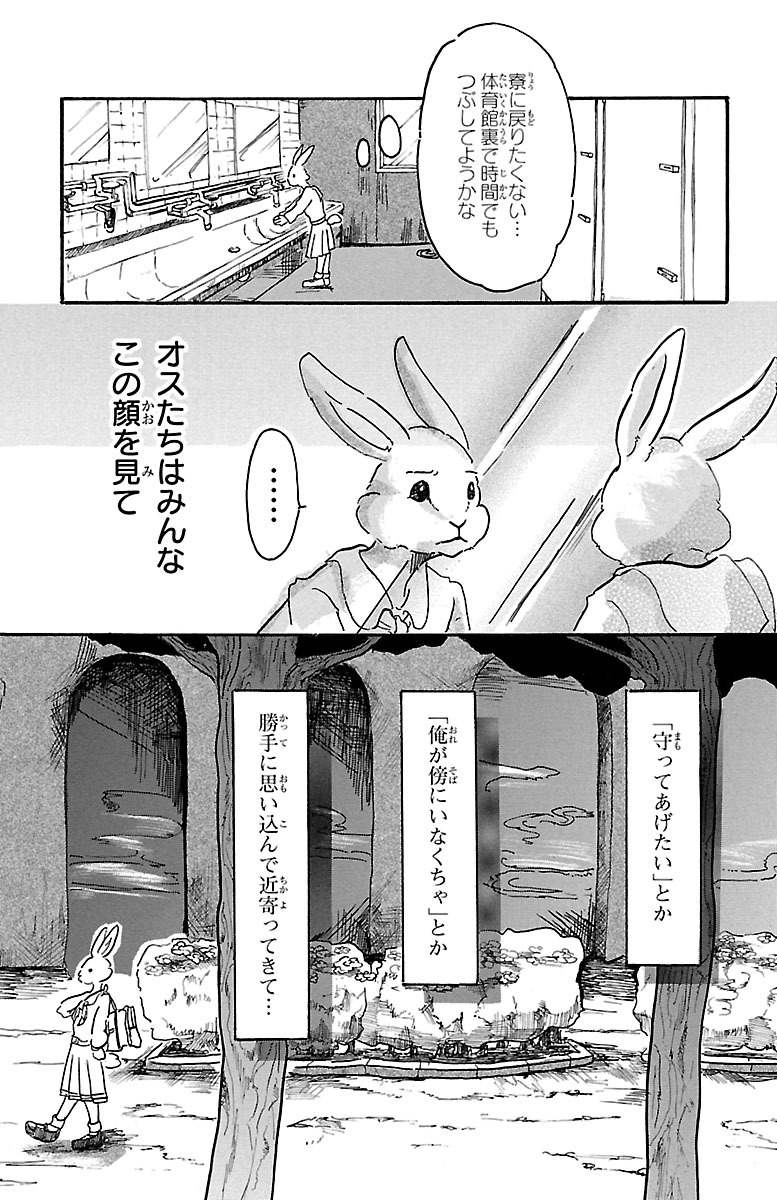 寮に戻りたくない…
体育館裏で時間でも
つぶしてようかな
オスたちはみんな
この顔を見て
……
「守ってあげたい」とか
「俺が傍にいなくちゃ」とか
勝手に思い込んで近寄ってきて…